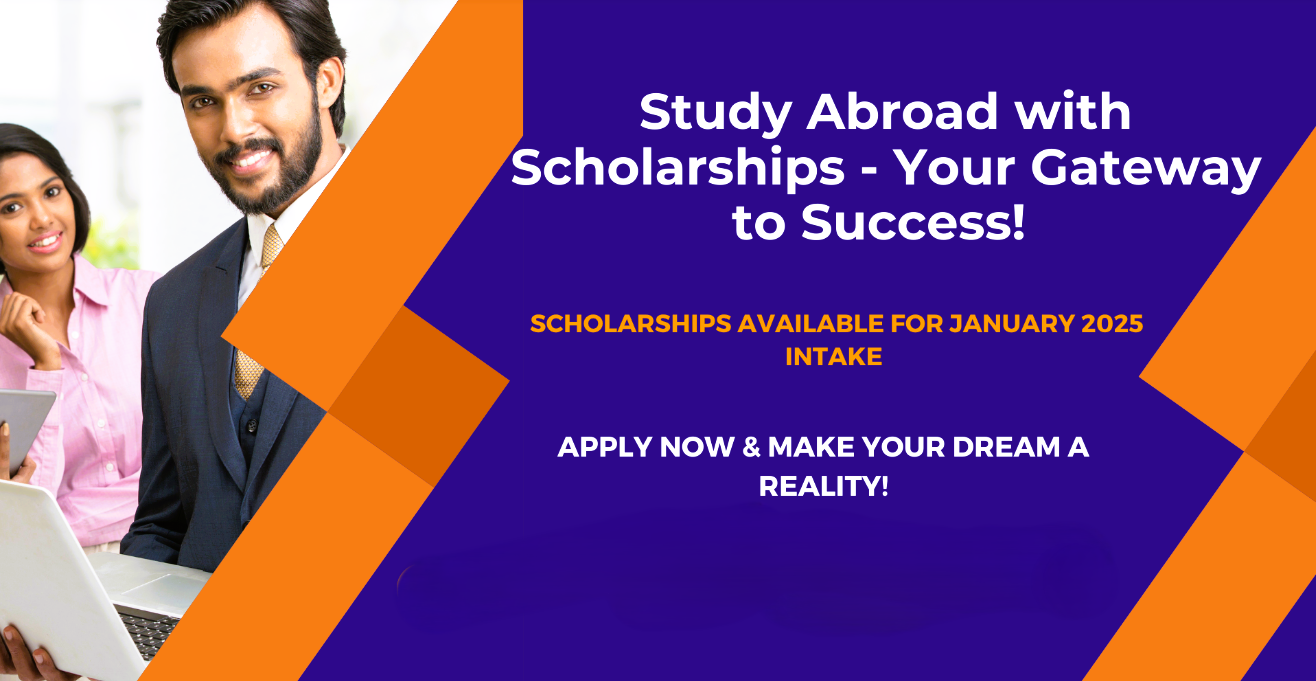 Study Abroad with
Scholarships - Your Gateway
to Success!
SCHOLARSHIPS AVAILABLE FOR JANUARY 2025
INTAKE
APPLY NOW & MAKE YOUR DREAM A
REALITY!